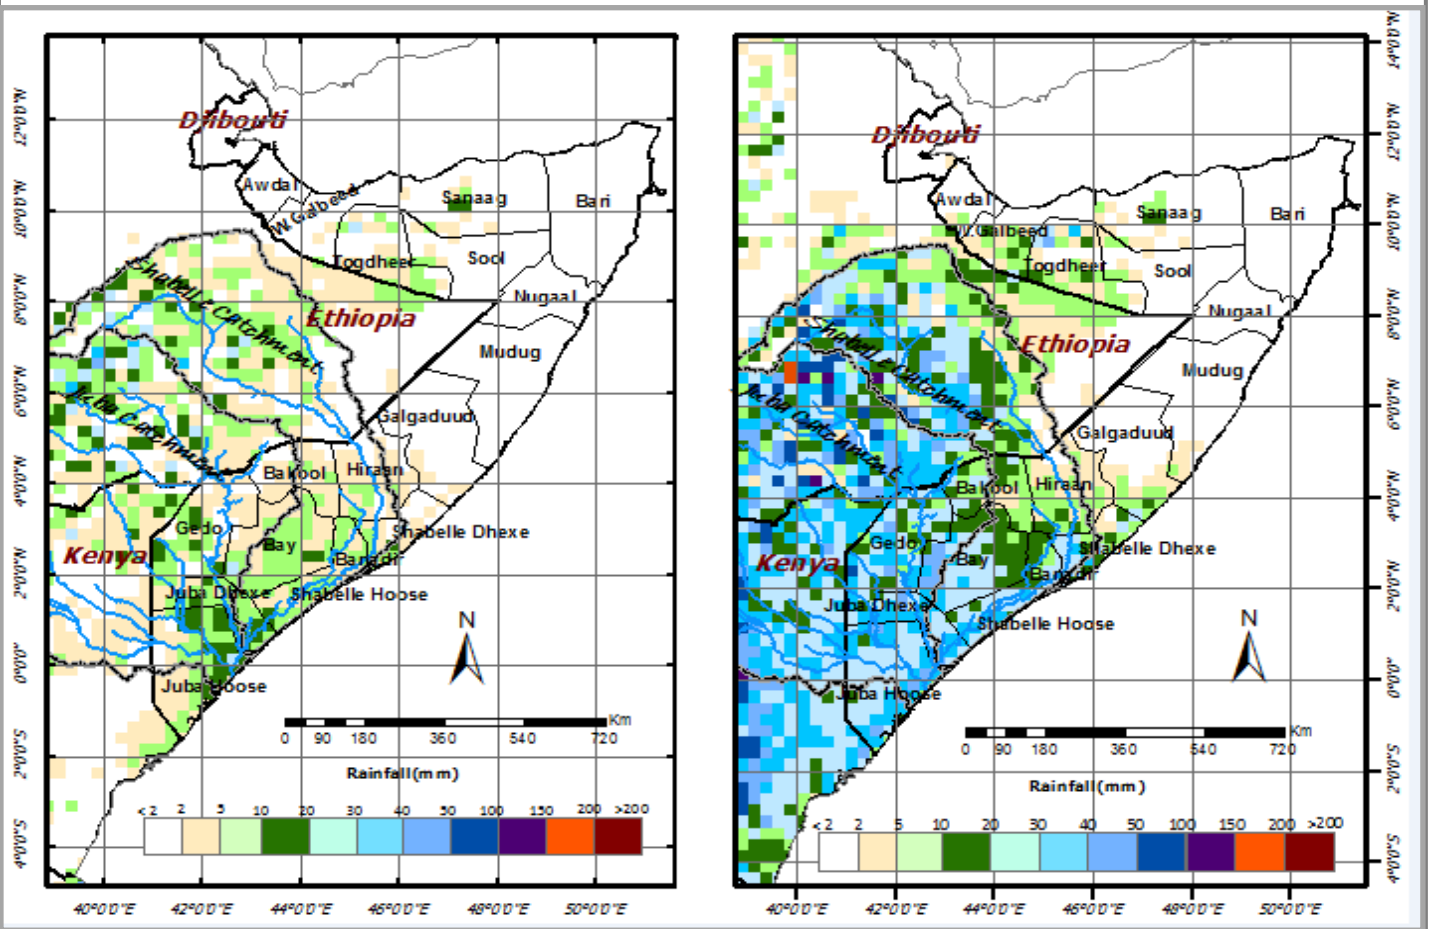 Djibouti
12°0'0"N
Awdal
W.Galbeed
Sanaag
Bari
10°0'0"N
Togdheer
Sool
Shabelle Catchment
Nugaal
8°0'0"N
Ethiopia
Mudug
6°0'0"N
Juba Catchment
Galgaduud
Bakool
Hiraan
4°0'0"N
Gedo
Shabelle Dhexe
Bay
Kenya
Banadir
2°0'0"N
Juba Dhexe
Shabelle Hoose
N
0°0'0"
Juba Hoose
Km
0 90 180 360 540 720
2°0'0"S
Rainfall(mm)
<2 2 5 10 20 30 40 50 100 150 200 >200
4°0'0"S
40°0'0"E 42°0'0"E 44°0'0"E 46°0'0"E 48°0'0"E 50°0'0"E
14°0'0"N
Djibouti
12°0'0"N
Awdal
Sanaag
Bari
10°0'0"N
W.Galbeed
Togdheer
Sool
Nugaal
8°0'0"N
Shabelle Catchment
Ethiopia
Mudug
Juba Catchment
6°0'0"N
Galgaduud
Bakool
Hiraan
4°0'0"N
Gedo
Shabelle Dhexe
Bay
Kenya
Banadir
2°0'0"N
Juba Dhexe
Shabelle Hoose
N
0°0'0"
Juba Hoose
Km
0 90 180 360 540 720
2°0'0"S
Rainfall(mm)
<2 2 5 10 20 30 40 50 100 150 200 >200
4°0'0"S
40°0'0"E 42°0'0"E 44°0'0"E 46°0'0"E 48°0'0"E 50°0'0"E